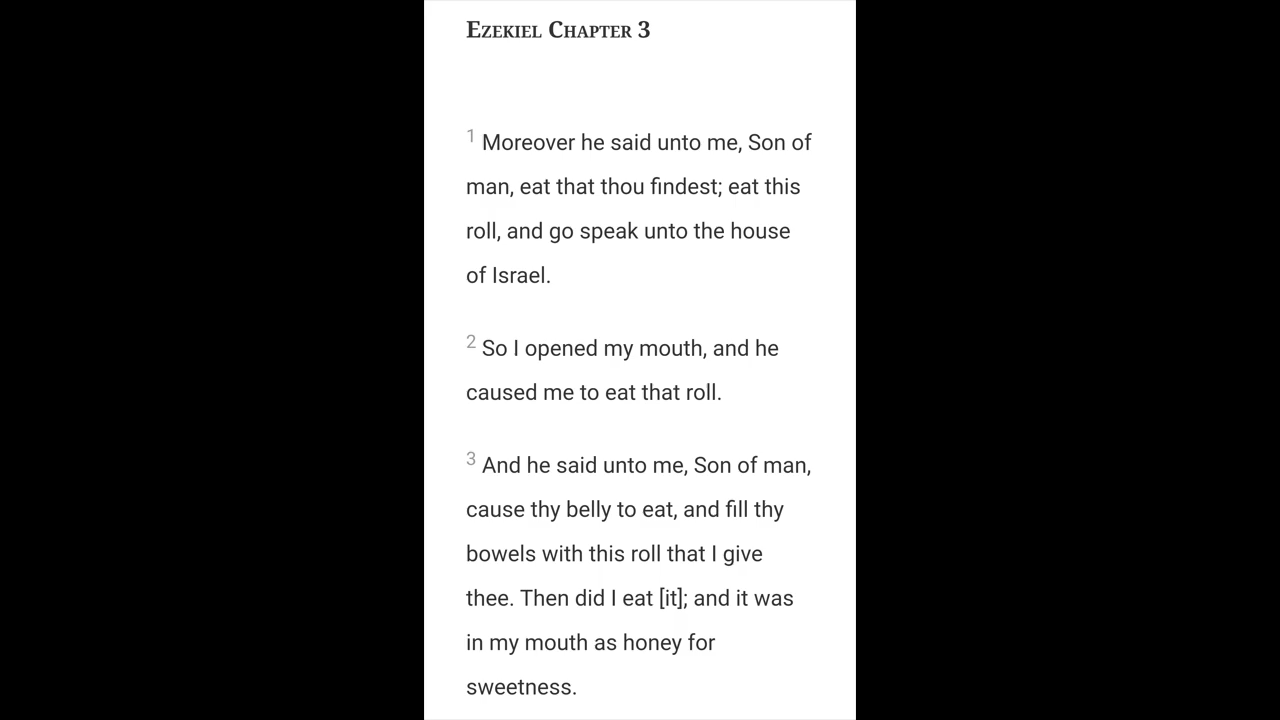 Ezekiel Chapter 3
1 Moreover he said unto me, Son of
man, eat that thou findest; eat this
roll, and go speak unto the house
of Israel.
2 So I opened my mouth, and he
caused me to eat that roll.
3 And he said unto me, Son of man,
cause thy belly to eat, and fill thy
bowels with this roll that I give
thee. Then did I eat [it]; and it was
in my mouth as honey for
sweetness.